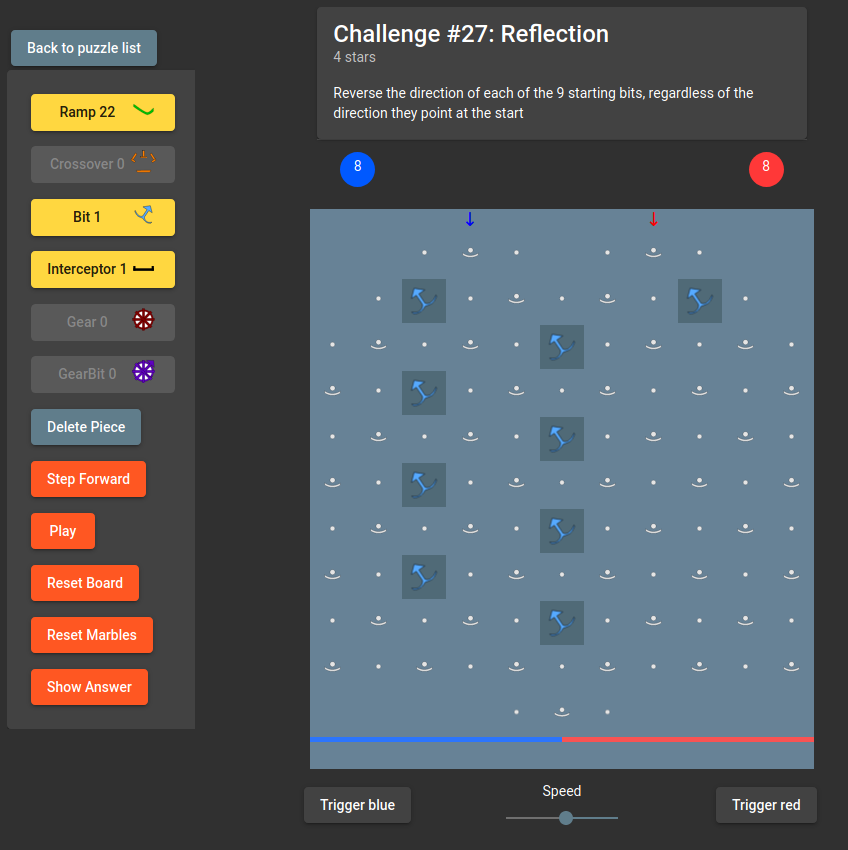 Back to puzzle list
Challenge #27: Reflection
4 stars
Reverse the direction of each of the 9 starting bits, regardless of the
direction they point at the start
Ramp 22
Crossover 0
Bit 1
Interceptor 1
Gear 0
GearBit 0
Delete Piece
Step Forward
Play
Reset Board
Reset Marbles
Show Answer
8
8
Trigger blue
Speed
Trigger red